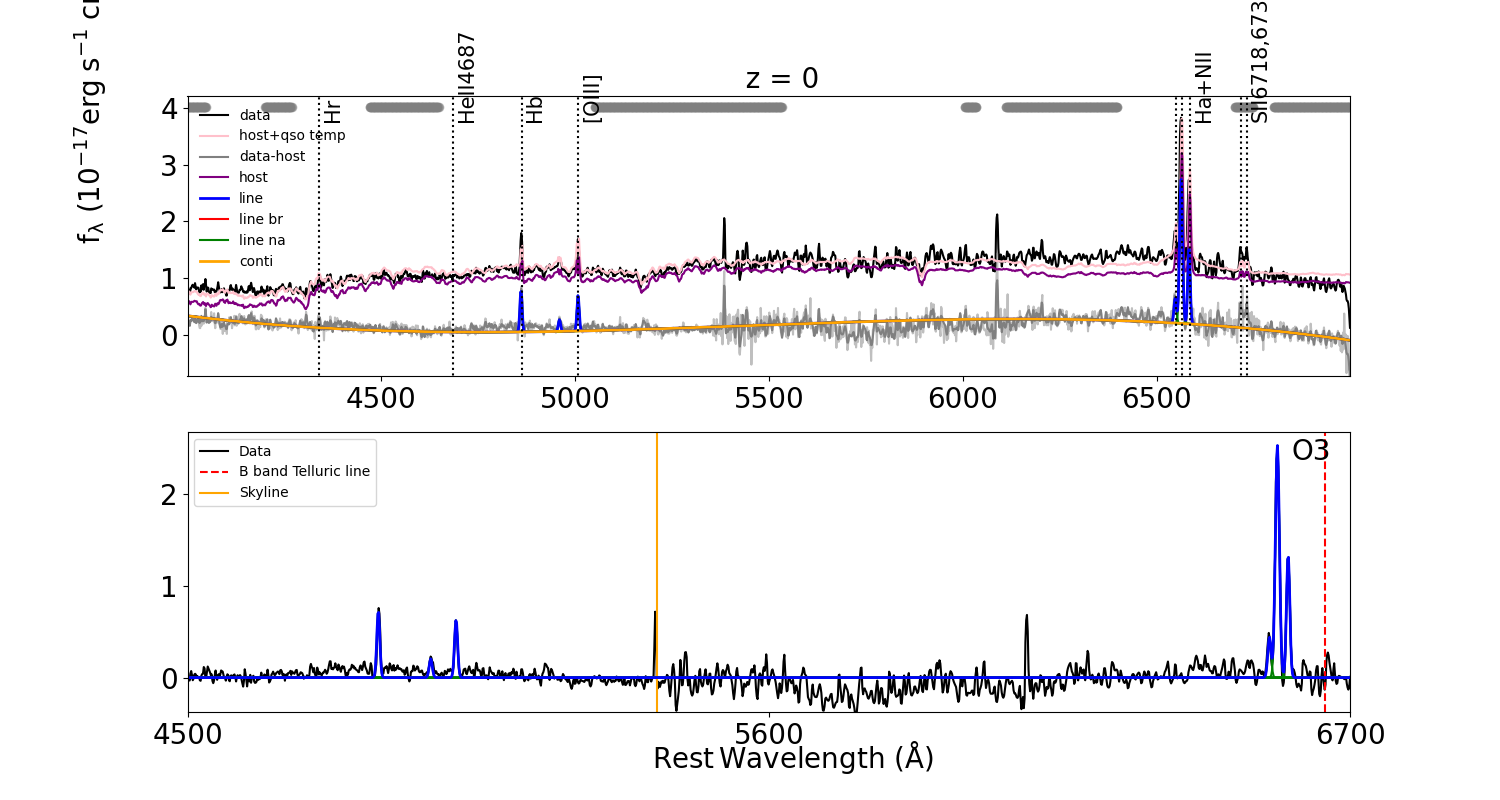 z = 0
f_λ (10⁻¹⁷erg s⁻¹
4
3
2
1
0
data
host+qso temp
data-host
host
line
line br
line na
conti
Hr
HeII4687
Hb
[OIII]
Ha+NII
SII6718,673
4500 5000 5500 6000 6500
2
1
0
Data
B band Telluric line
Skyline
O3
4500 5600 6700
Rest Wavelength (Å)